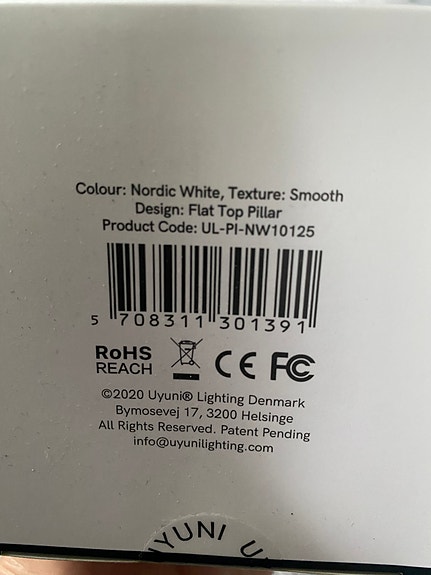 Colour: Nordic White, Texture: Smooth
Design: Flat Top Pillar
Product Code: UL-PI-NW10125
5 708311 301391
RoHS
REACH
CE FC
©2020 Uyuni® Lighting Denmark
Bymosevej 17, 3200 Helsinge
All Rights Reserved. Patent Pending
info@uyunilighting.com
UYUNI U